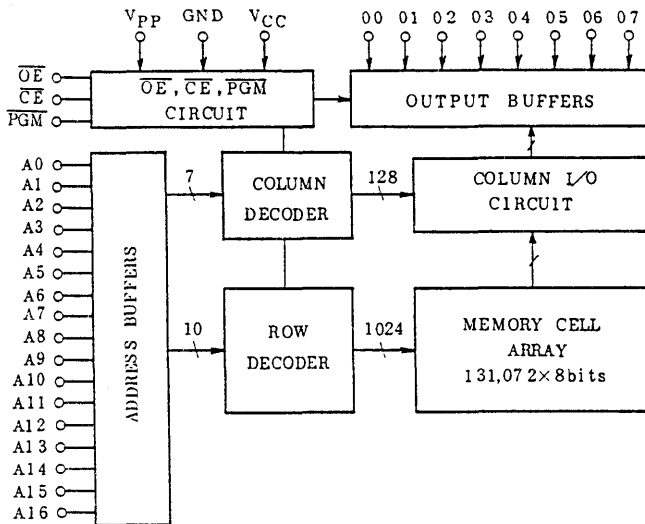 VPP GND VCC
00 01 02 03 04 05 06 07
OE
CE
PGM
OE, CE, PGM
CIRCUIT
OUTPUT BUFFERS
A0
A1
A2
A3
A4
A5
A6
A7
A8
A9
A10
A11
A12
A13
A14
A15
A16
ADDRESS BUFFERS
7
COLUMN
DECODER
128
COLUMN I/O
CIRCUIT
10
ROW
DECODER
1024
MEMORY CELL
ARRAY
131,072×8bits